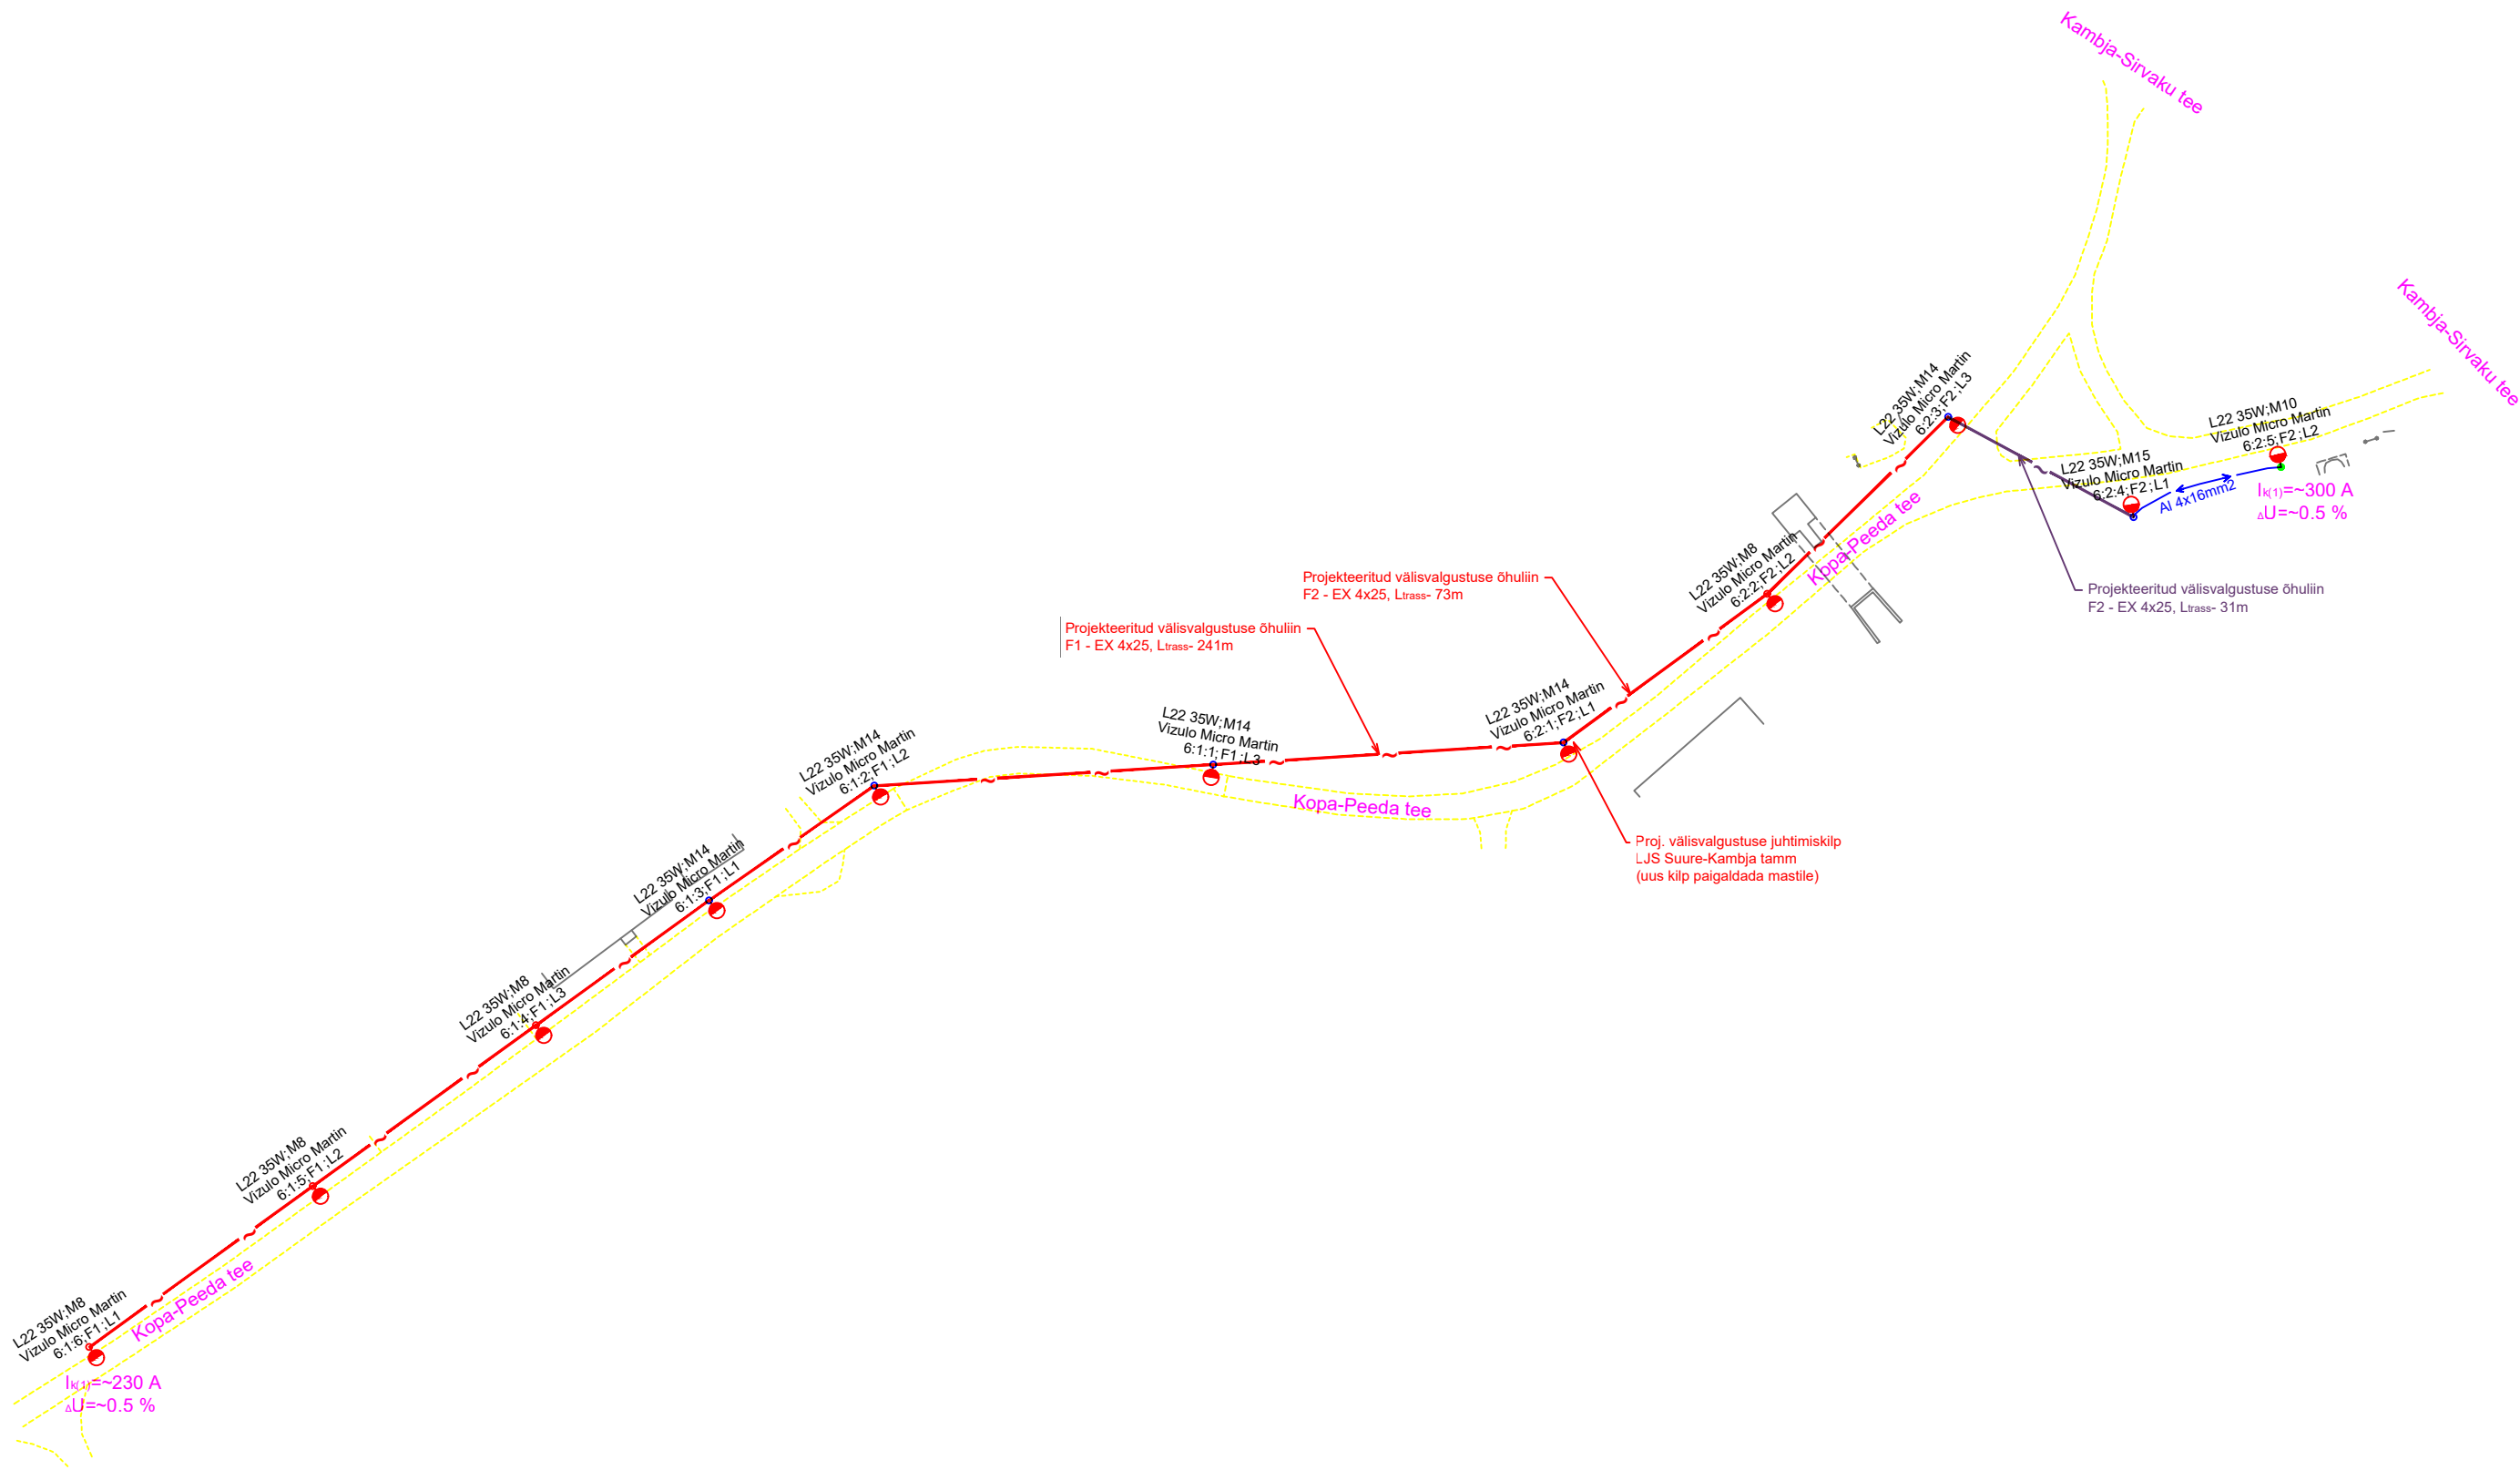 Kambja-Sirvaku tee
Kambja-Sirvaku tee
L22 35W;M14
Vizulo Micro Martin
6:2:3;F2;L3
L22 35W;M10
Vizulo Micro Martin
6:2:5;F2;L2
L22 35W;M15
Vizulo Micro Martin
6:2:4;F2;L1
Al 4x16mm2
Ik(1)=~300 A
ΔU=~0.5 %
Kopa-Peeda tee
L22 35W;M8
Vizulo Micro Martin
6:2:2;F2;L2
Projekteeritud välisvalgustuse õhuliin
F2 - EX 4x25, Ltrass- 73m
Projekteeritud välisvalgustuse õhuliin
F2 - EX 4x25, Ltrass- 31m
Projekteeritud välisvalgustuse õhuliin
F1 - EX 4x25, Ltrass- 241m
L22 35W;M14
Vizulo Micro Martin
6:2:1;F2;L1
L22 35W;M14
Vizulo Micro Martin
6:1:1;F1;L3
L22 35W;M14
Vizulo Micro Martin
6:1:2;F1;L2
Kopa-Peeda tee
Proj. välisvalgustuse juhtimiskilp
LJS Suure-Kambja tamm
(uus kilp paigaldada mastile)
L22 35W;M14
Vizulo Micro Martin
6:1:3;F1;L1
L22 35W;M8
Vizulo Micro Martin
6:1:4;F1;L3
L22 35W;M8
Vizulo Micro Martin
6:1:5;F1;L2
Kopa-Peeda tee
L22 35W;M8
Vizulo Micro Martin
6:1:6;F1;L1
Ik(1)=~230 A
ΔU=~0.5 %